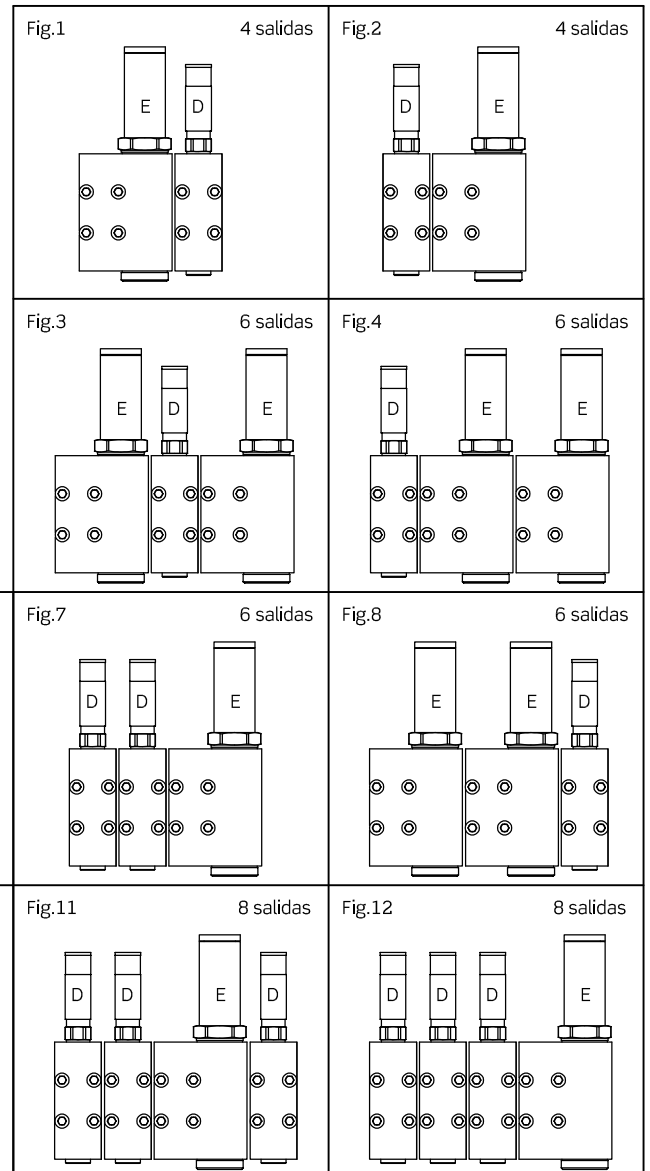 Fig.1 4 salidas
E D
Fig.2 4 salidas
D E
Fig.3 6 salidas
E D E
Fig.4 6 salidas
D E E
Fig.7 6 salidas
D D E
Fig.8 6 salidas
E E D
Fig.11 8 salidas
D D E D
Fig.12 8 salidas
D D D E